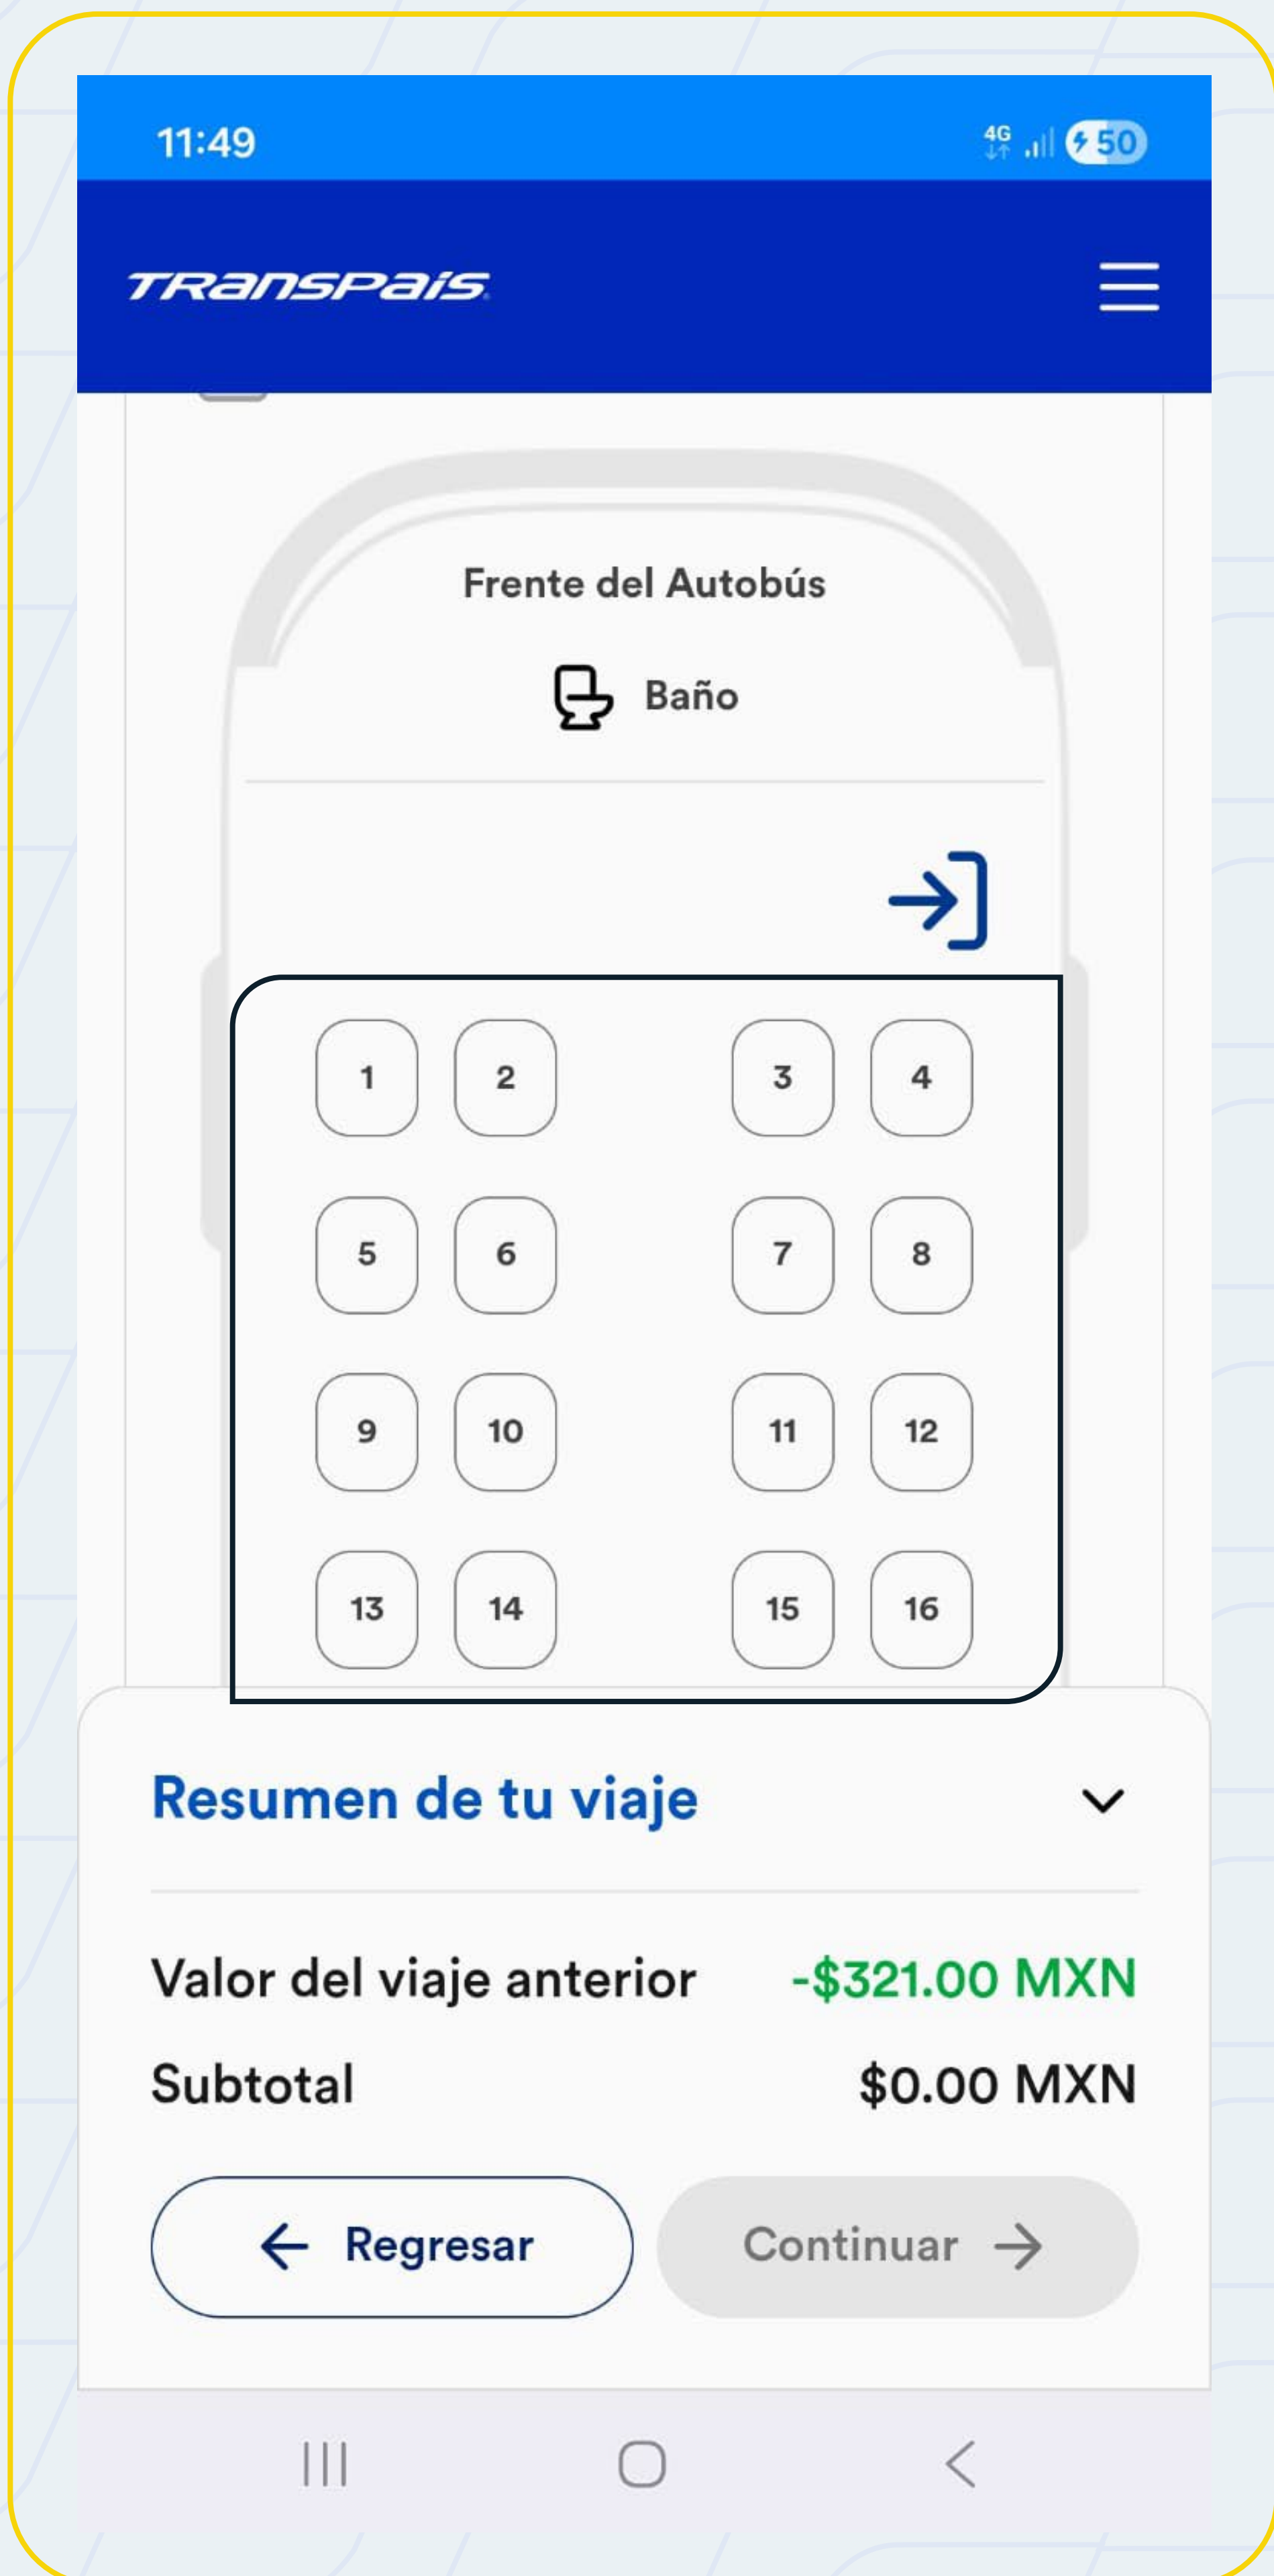 11:49 4G 50
TRANSPAIS
Frente del Autobús
Baño
1 2 3 4
5 6 7 8
9 10 11 12
13 14 15 16
Resumen de tu viaje
Valor del viaje anterior -$321.00 MXN
Subtotal $0.00 MXN
Regresar Continuar